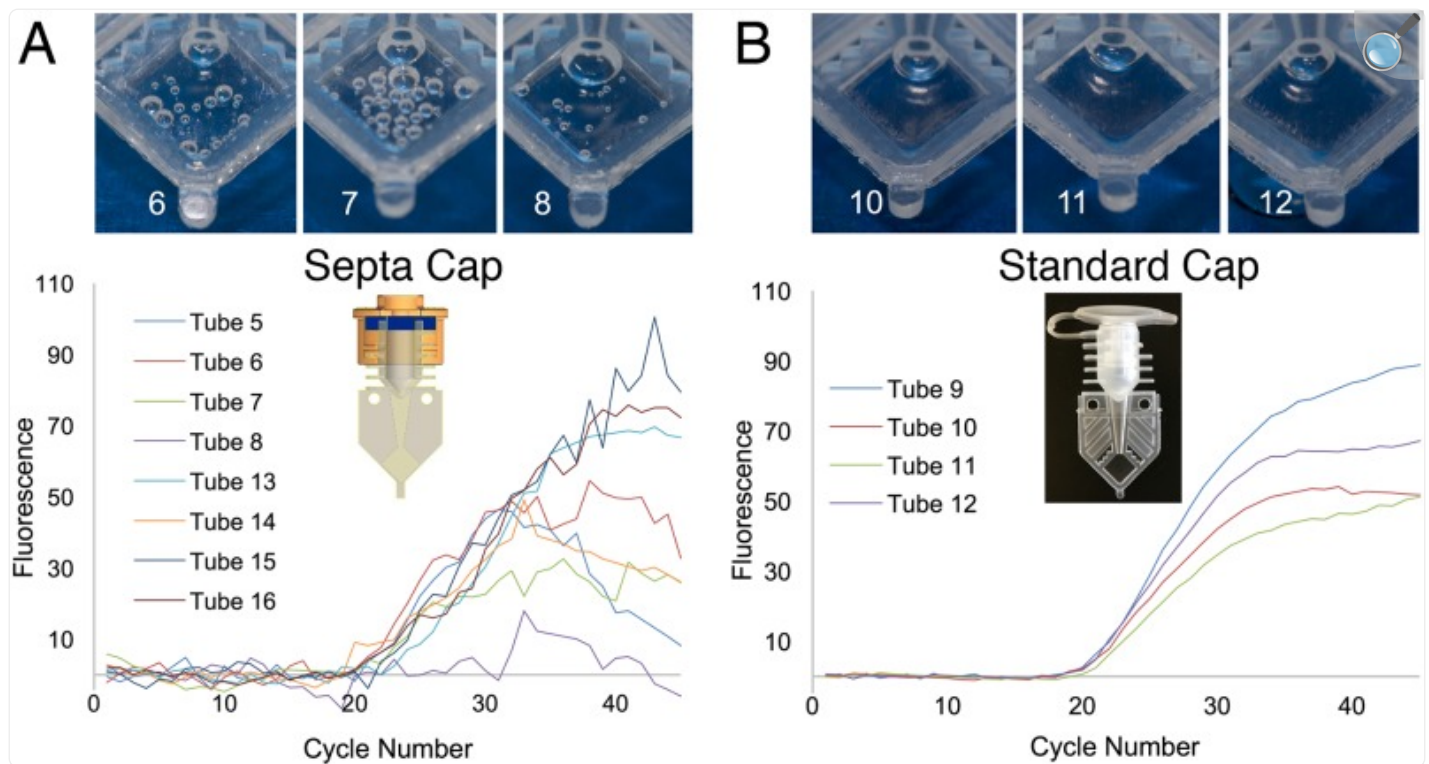 A
6
7
8
Septa Cap
110
90
70
50
30
10
Fluorescence
Tube 5
Tube 6
Tube 7
Tube 8
Tube 13
Tube 14
Tube 15
Tube 16
0
10
20
30
40
Cycle Number
B
10
11
12
Standard Cap
110
90
70
50
30
10
Fluorescence
Tube 9
Tube 10
Tube 11
Tube 12
0
10
20
30
40
Cycle Number